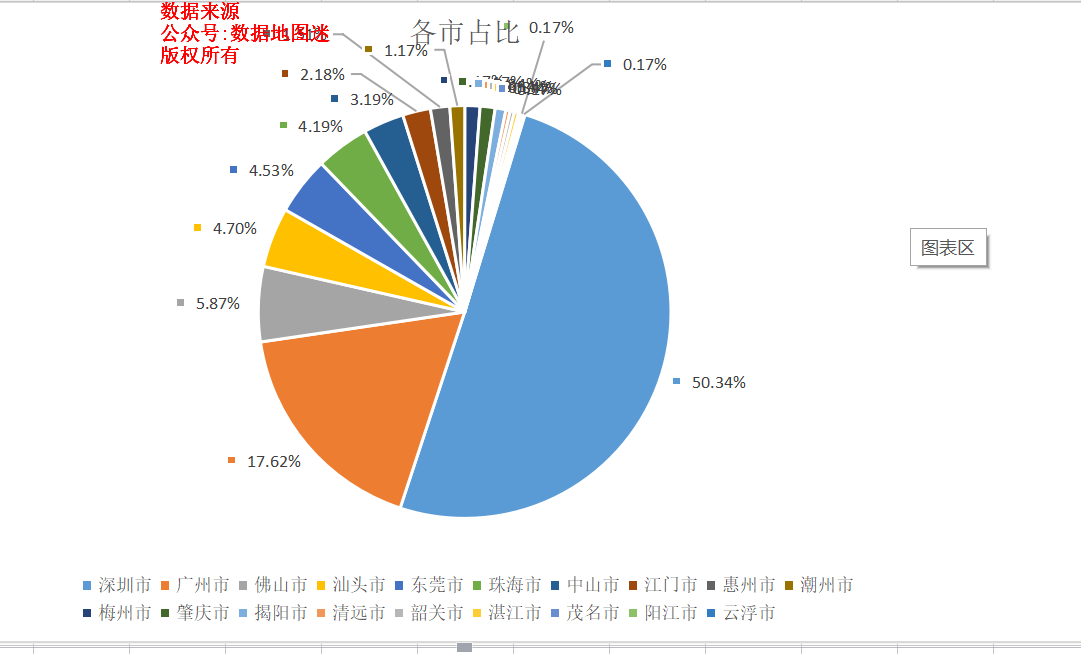 数据来源
公众号:数据地图迷
版权所有
各市占比
0.17%
1.17%
0.17%
2.18%
3.19%
4.19%
4.53%
4.70%
图表区
5.87%
50.34%
17.62%
深圳市 广州市 佛山市 汕头市 东莞市 珠海市 中山市 江门市 惠州市 潮州市
梅州市 肇庆市 揭阳市 清远市 韶关市 湛江市 茂名市 阳江市 云浮市